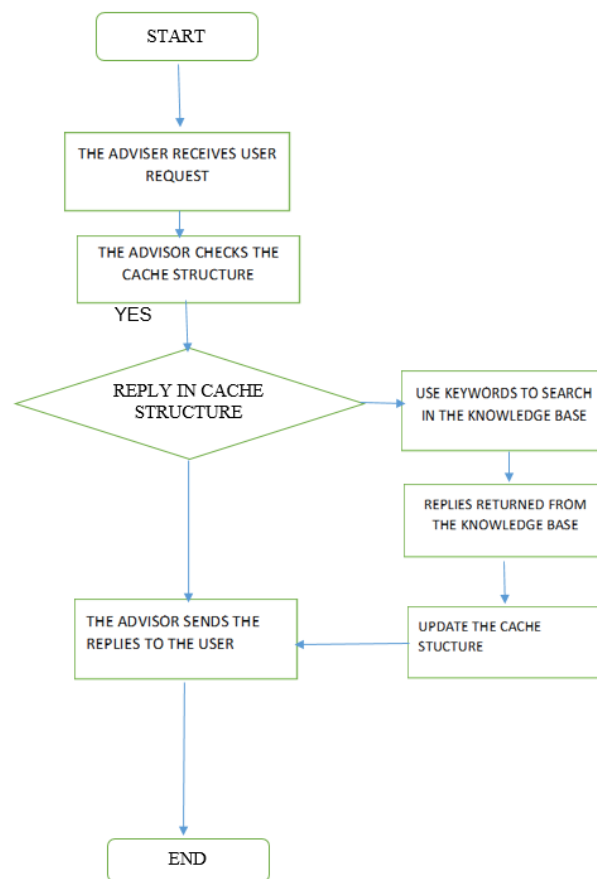 START
THE ADVISER RECEIVES USER
REQUEST
THE ADVISOR CHECKS THE
CACHE STRUCTURE
YES
REPLY IN CACHE
STRUCTURE
USE KEYWORDS TO SEARCH
IN THE KNOWLEDGE BASE
REPLIES RETURNED FROM
THE KNOWLEDGE BASE
UPDATE THE CACHE
STUCTURE
THE ADVISOR SENDS THE
REPLIES TO THE USER
END